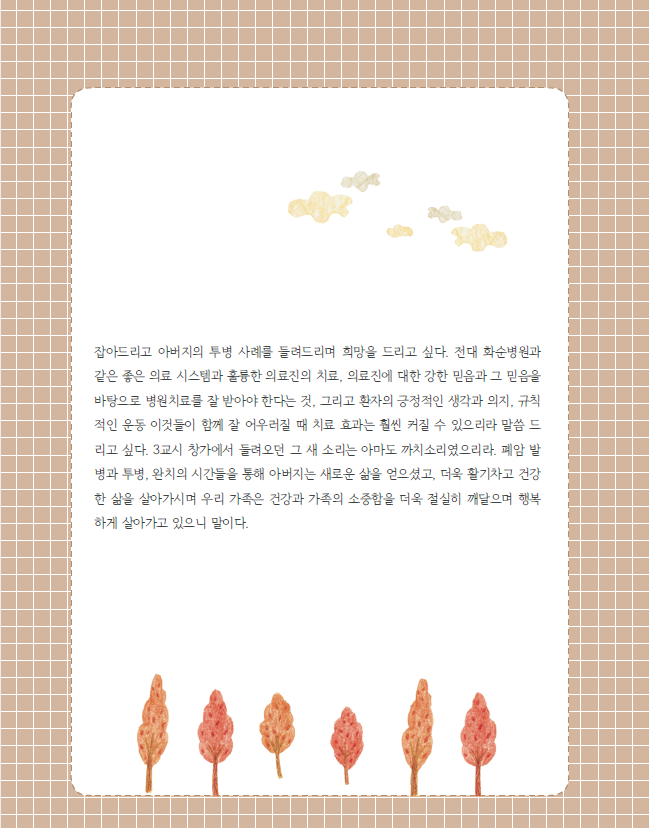 잡아드리고 아버지의 투병 사례를 들려드리며 희망을 드리고 싶다. 전대 화순병원과
같은 좋은 의료 시스템과 훌륭한 의료진의 치료, 의료진에 대한 강한 믿음과 그 믿음을
바탕으로 병원치료를 잘 받아야 한다는 것, 그리고 환자의 긍정적인 생각과 의지, 규칙
적인 운동 이것들이 함께 잘 어우러질 때 치료 효과는 훨씬 커질 수 있으리라 말씀 드
리고 싶다. 3교시 창가에서 들려오던 그 새 소리는 아마도 까치소리였으리라. 폐암 발
병과 투병, 완치의 시간들을 통해 아버지는 새로운 삶을 얻으셨고, 더욱 활기차고 건강
한 삶을 살아가시며 우리 가족은 건강과 가족의 소중함을 더욱 절실히 깨달으며 행복
하게 살아가고 있으니 말이다.